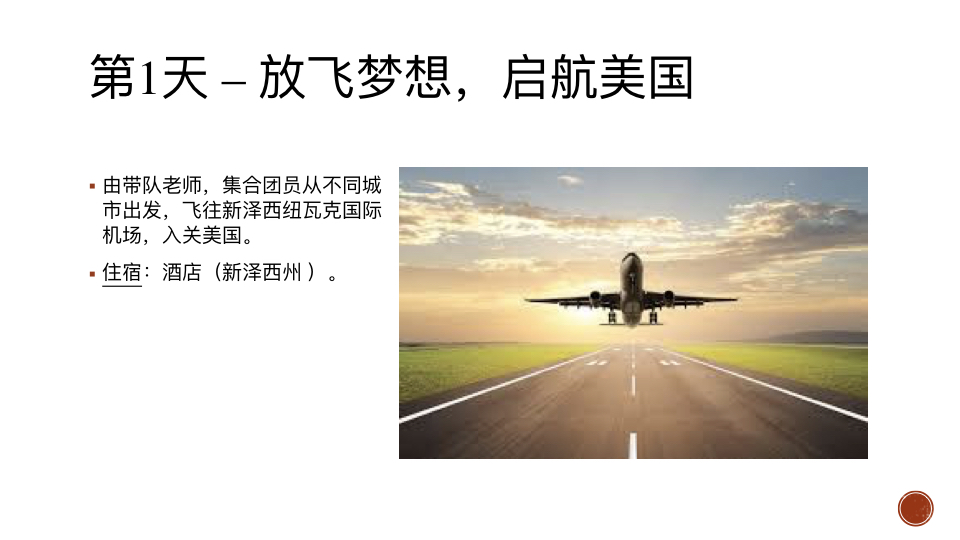 第1天 – 放飞梦想，启航美国
▪ 由带队老师，集合团员从不同城
市出发，飞往新泽西纽瓦克国际
机场，入关美国。
▪ 住宿：酒店（新泽西州 ）。